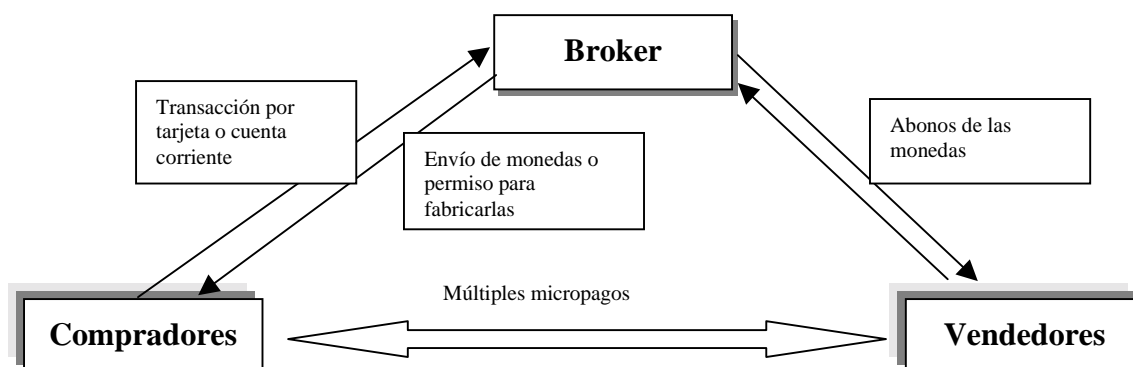 Broker
Transacción por
tarjeta o cuenta
corriente
Envío de monedas o
permiso para
fabricarlas
Abonos de las
monedas
Múltiples micropagos
Compradores
Vendedores